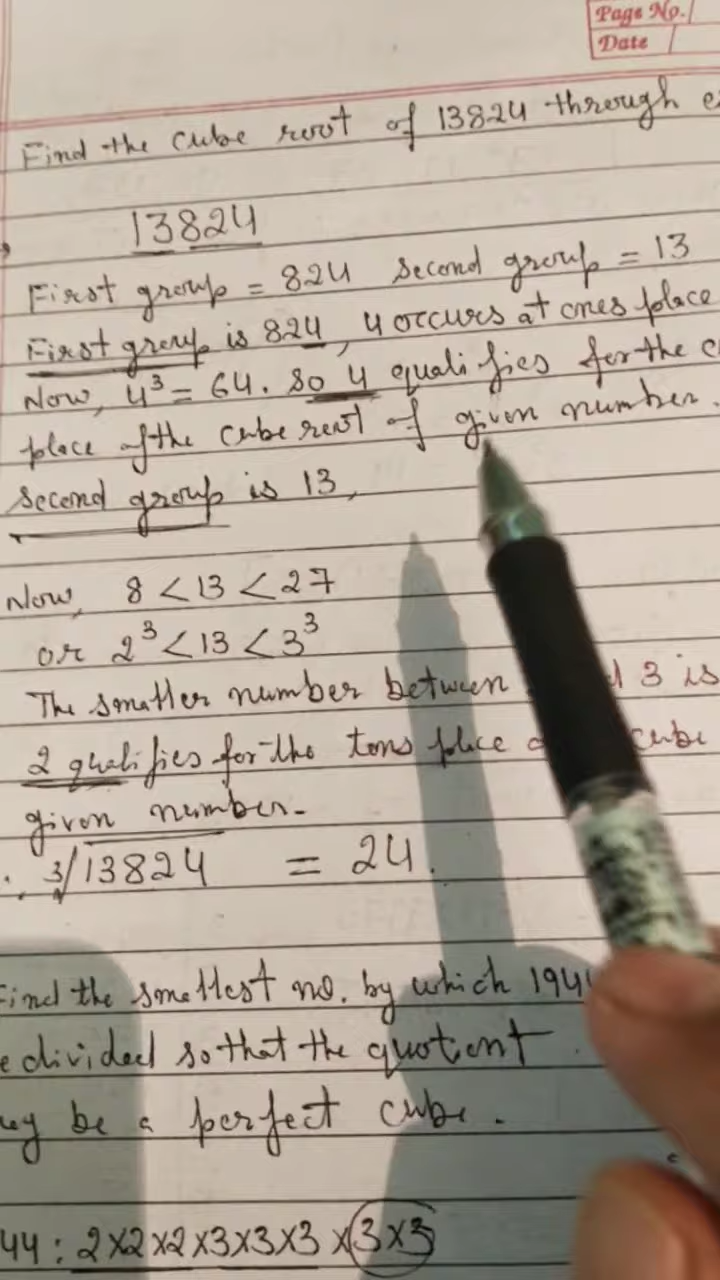 Page No.
Date
Find the cube root of 13824 through
13824
First group = 824 second group = 13
First group is 824, 4 occurs at ones place
Now, 4³ = 64. So 4 qualifies for the
place of the cube root of given number.
second group is 13,
Now, 8 < 13 < 27
or 2³ < 13 < 3³
The smaller number between 3 is
2 qualifies for the tens place cube
given number.
∴ ³√13824 = 24.
Find the smallest no. by which
divided so that the quotient
be a perfect cube.
44 : 2×2×2×3×3×3×3×3